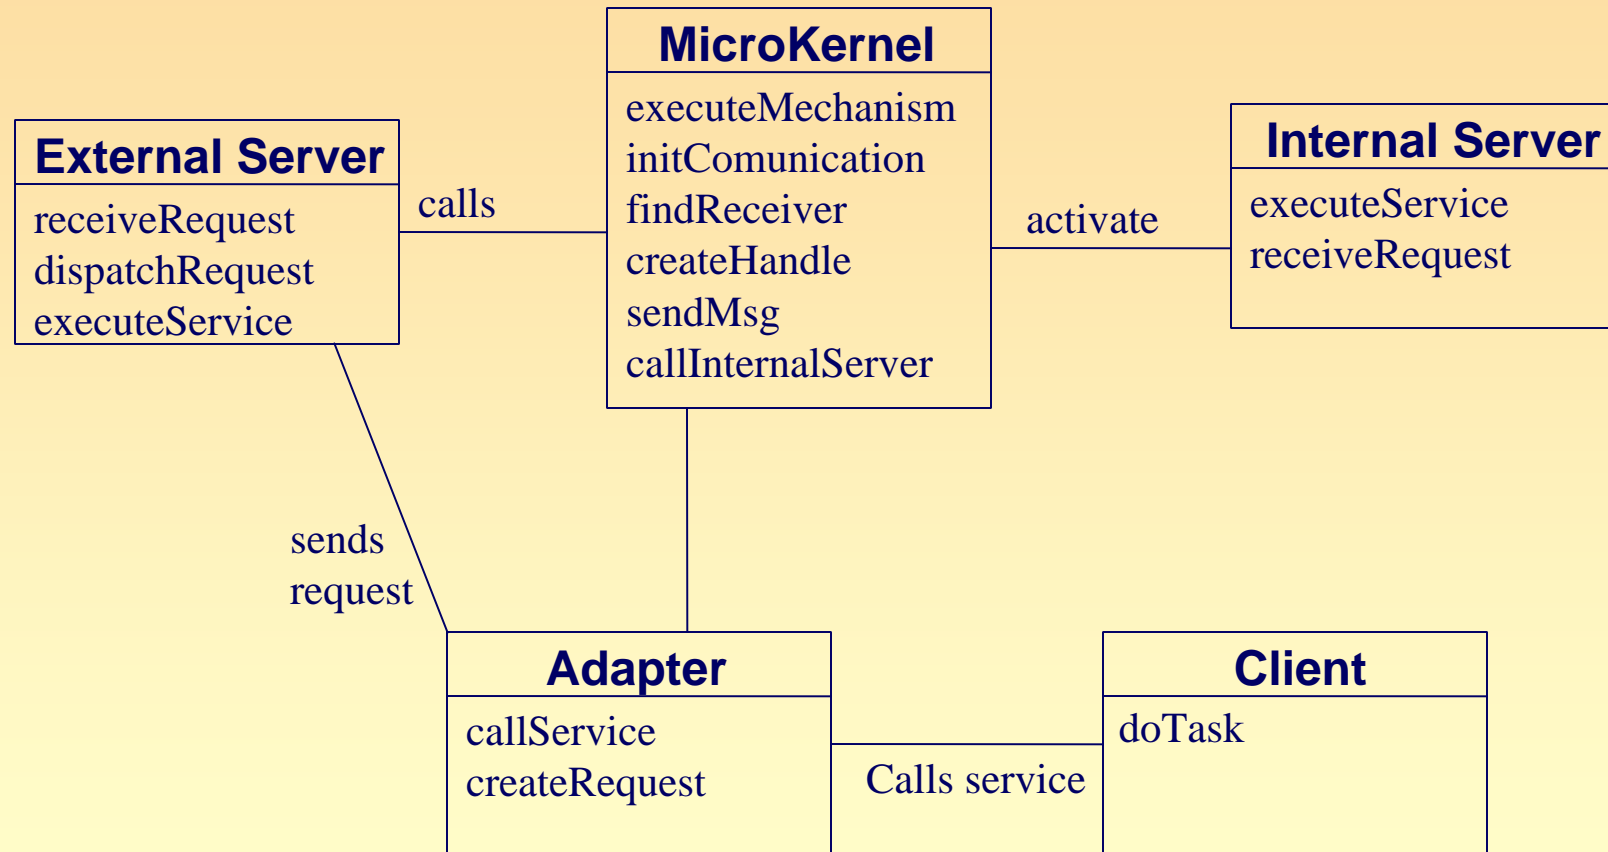 MicroKernel
executeMechanism
initComunication
findReceiver
createHandle
sendMsg
callInternalServer
External Server
receiveRequest
dispatchRequest
executeService
calls
activate
Internal Server
executeService
receiveRequest
sends
request
Adapter
callService
createRequest
Calls service
Client
doTask